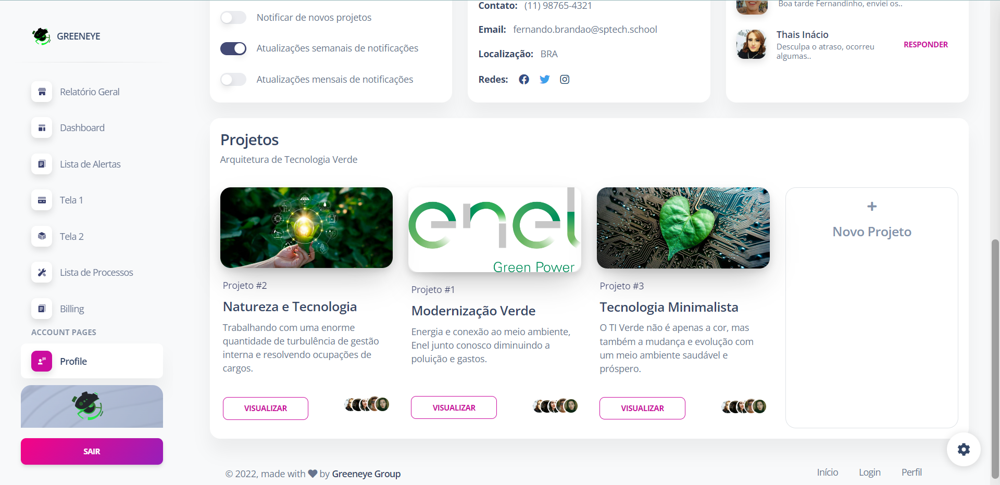 GREENEYE
Relatório Geral
Dashboard
Lista de Alertas
Tela 1
Tela 2
Lista de Processos
Billing
ACCOUNT PAGES
Profile
SAIR
Notificar de novos projetos
Atualizações semanais de notificações
Atualizações mensais de notificações
Contato: (11) 98765-4321
Email: fernando.brandao@sptech.school
Localização: BRA
Redes:
Boa tarde Fernandinho, enviei os..
Thais Inácio
Desculpa o atraso, ocorreu
algumas..
RESPONDER
Projetos
Arquitetura de Tecnologia Verde
Projeto #2
Natureza e Tecnologia
Trabalhando com uma enorme
quantidade de turbulência de gestão
interna e resolvendo ocupações de
cargos.
VISUALIZAR
enel
Green Power
Projeto #1
Modernização Verde
Energia e conexão ao meio ambiente,
Enel junto conosco diminuindo a
poluição e gastos.
VISUALIZAR
Projeto #3
Tecnologia Minimalista
O TI Verde não é apenas a cor, mas
também a mudança e evolução com
um meio ambiente saudável e
próspero.
VISUALIZAR
+
Novo Projeto
© 2022, made with by Greeneye Group
Início
Login
Perfil